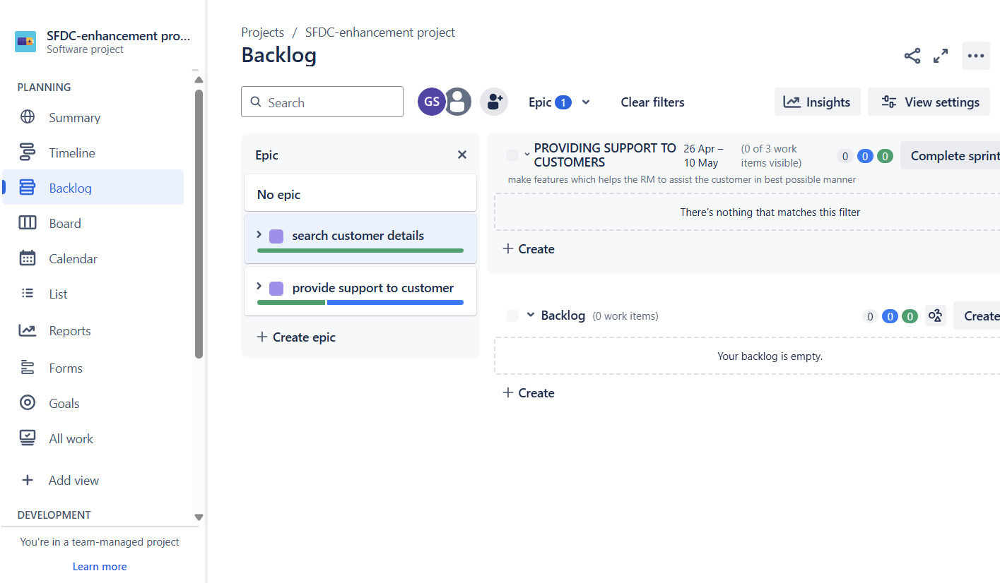 SFDC-enhancement pro...
Software project
PLANNING
Summary
Timeline
Backlog
Board
Calendar
List
Reports
Forms
Goals
All work
Add view
DEVELOPMENT
You're in a team-managed project
Learn more
Projects / SFDC-enhancement project
Backlog
Search
GS
Epic 1
Clear filters
Insights
View settings
Epic
No epic
search customer details
provide support to customer
Create epic
PROVIDING SUPPORT TO
CUSTOMERS
26 Apr –
10 May
(0 of 3 work
items visible)
0 0 0
Complete sprint
make features which helps the RM to assist the customer in best possible manner
There's nothing that matches this filter
Create
Backlog (0 work items)
0 0 0
Create
Your backlog is empty.
Create